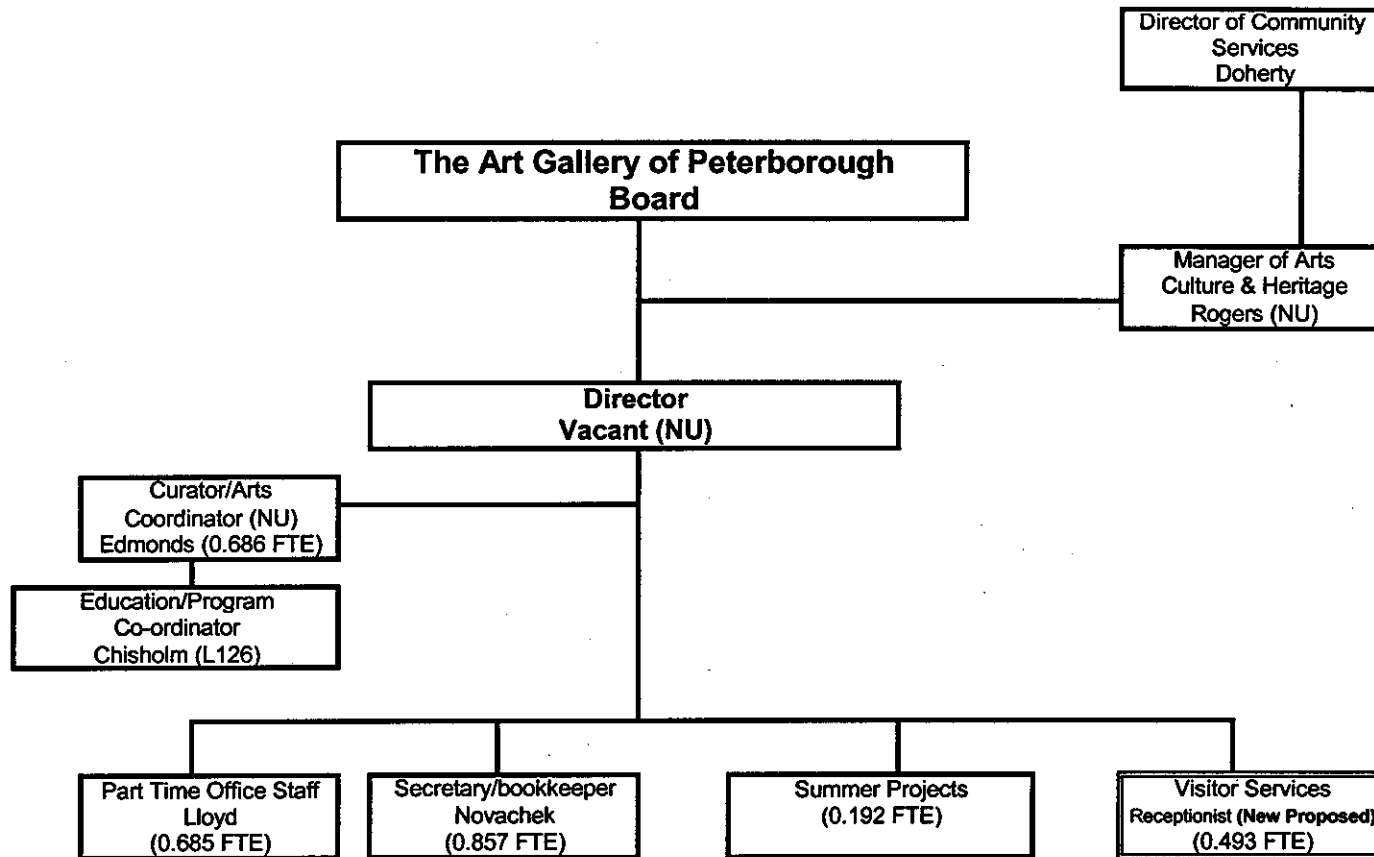 Director of Community
Services
Doherty
The Art Gallery of Peterborough
Board
Manager of Arts
Culture & Heritage
Rogers (NU)
Director
Vacant (NU)
Curator/Arts
Coordinator (NU)
Edmonds (0.686 FTE)
Education/Program
Co-ordinator
Chisholm (L126)
Part Time Office Staff
Lloyd
(0.685 FTE)
Secretary/bookkeeper
Novachek
(0.857 FTE)
Summer Projects
(0.192 FTE)
Visitor Services
Receptionist (New Proposed)
(0.493 FTE)